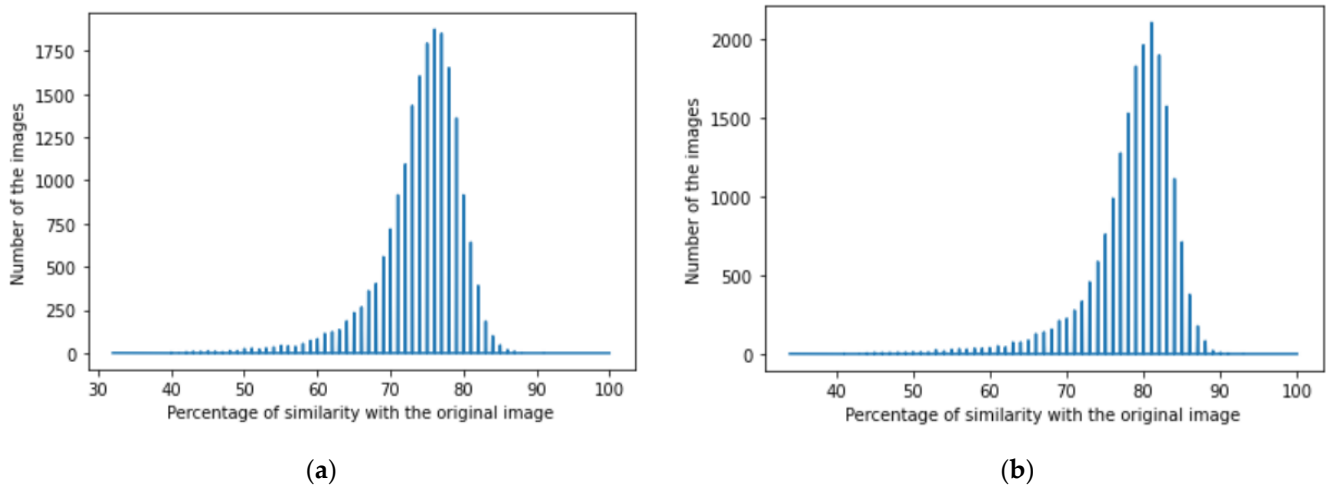 1750
1500
1250
1000
750
500
250
0
Number of the images
30 40 50 60 70 80 90 100
Percentage of similarity with the original image
(a)
2000
1500
1000
500
0
Number of the images
40 50 60 70 80 90 100
Percentage of similarity with the original image
(b)